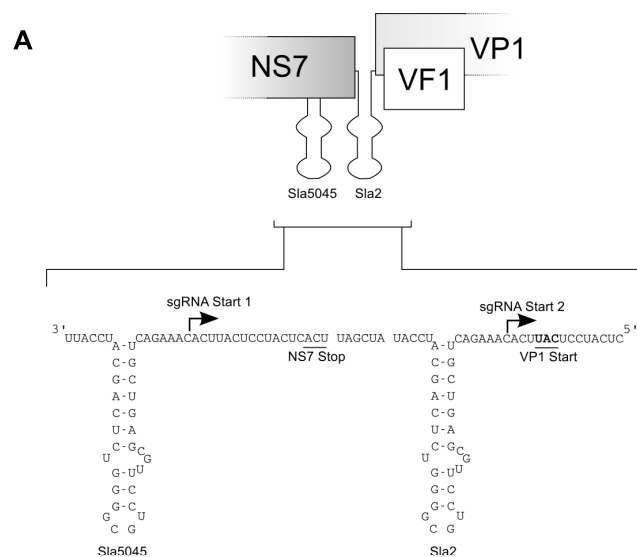 A
NS7
VP1
VF1
Sla5045 Sla2
sgRNA Start 1 sgRNA Start 2
3' UUACCU CAGAAACACUUACUCCUACUCACU UAGCUA UACCU CAGAAACACUUACUCCUACUC 5'
NS7 Stop VP1 Start
A-U A-U
C-G C-G
G-C G-C
A-U A-U
C-G C-G
U-A U-A
C-G C C-G C
U G U G
G-U U G-U U
G-C G-C
G-C G-C
G U G U
C G C G
Sla5045 Sla2